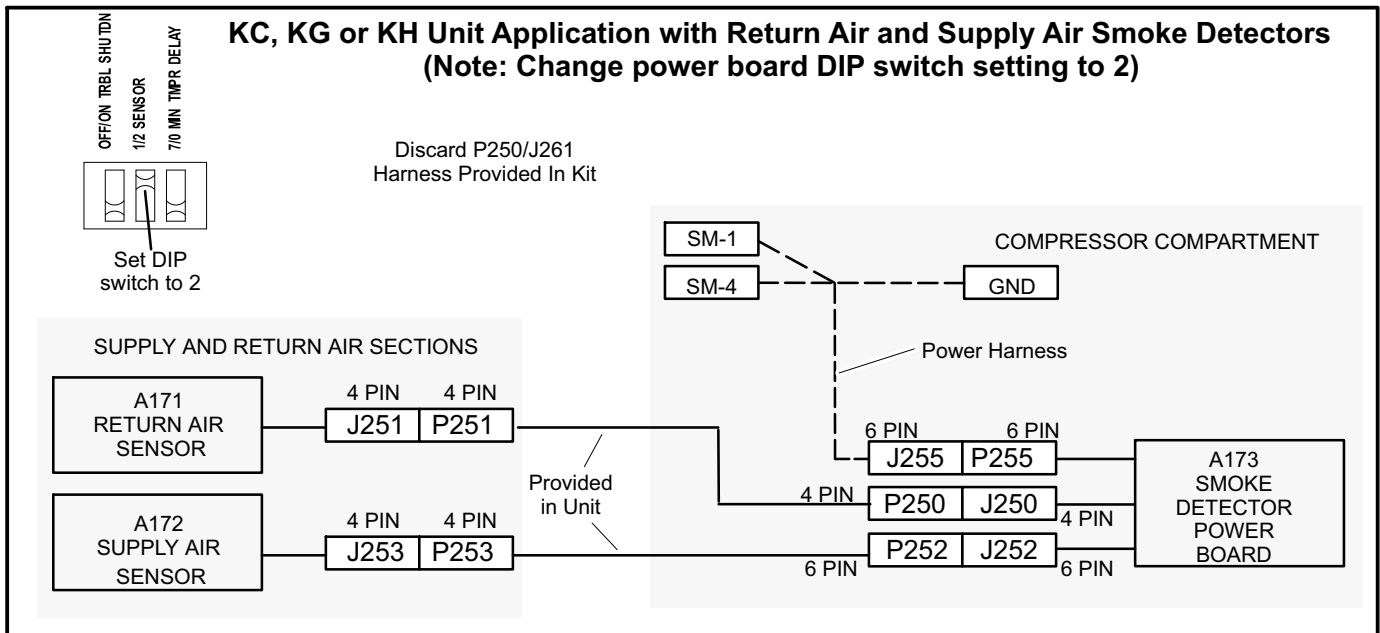 KC, KG or KH Unit Application with Return Air and Supply Air Smoke Detectors
(Note: Change power board DIP switch setting to 2)
OFF/ON TRBL SHUTDN
1/2 SENSOR
7/0 MIN TMPR DELAY
Set DIP
switch to 2
Discard P250/J261
Harness Provided In Kit
SM-1
SM-4
GND
COMPRESSOR COMPARTMENT
Power Harness
SUPPLY AND RETURN AIR SECTIONS
A171
RETURN AIR
SENSOR
4 PIN 4 PIN
J251 P251
A172
SUPPLY AIR
SENSOR
4 PIN 4 PIN
J253 P253
Provided
in Unit
6 PIN 6 PIN
J255 P255
4 PIN P250 J250 4 PIN
P252 J252
6 PIN 6 PIN
A173
SMOKE
DETECTOR
POWER
BOARD